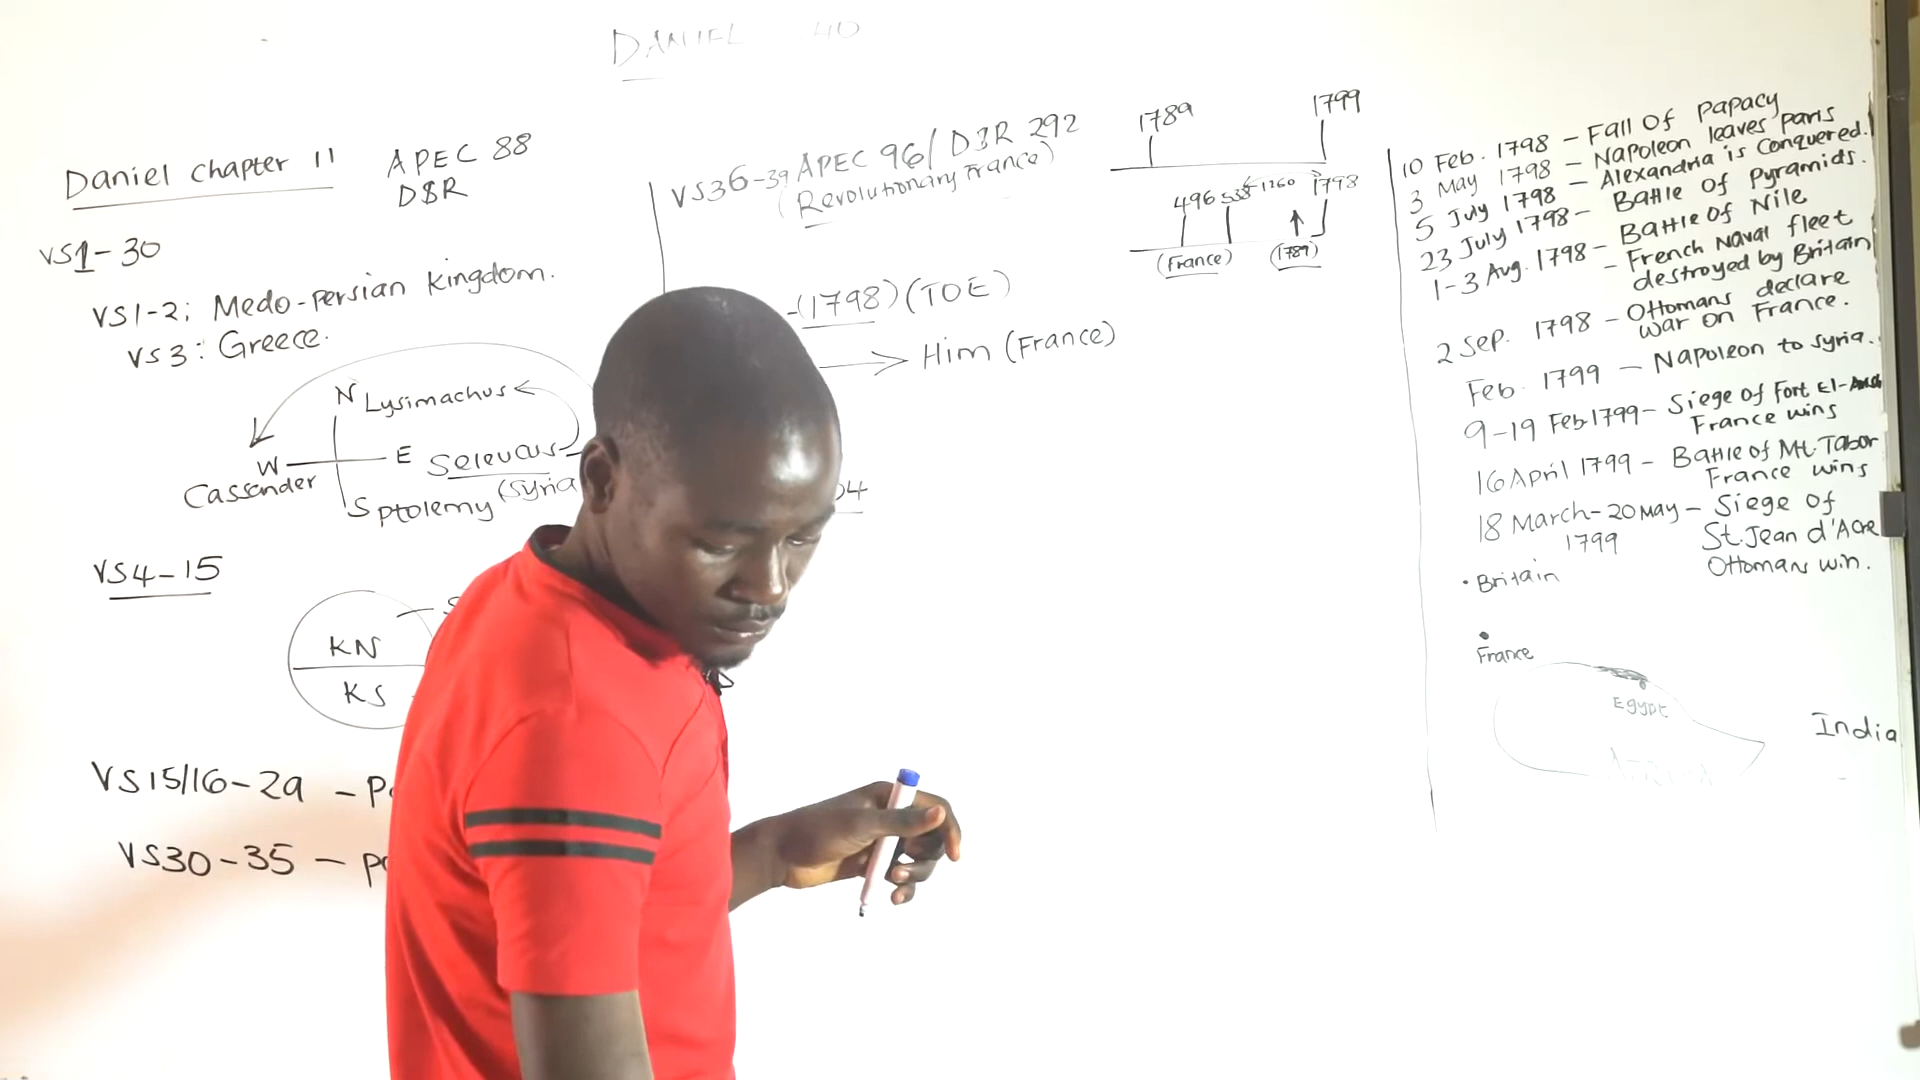 DANIEL 40
Daniel chapter 11
APEC 88
D&R
VS1-30
VS1-2; Medo-persian kingdom.
VS3: Greece.
N Lysimachus
W E Seleucus
Cassander (Syria
S Ptolemy
VS4-15
KN
KS
VS15/16-29 -
VS30-35 -
VS36-39 APEC 96/ D&R 292
(Revolutionary France)
-(1798) (TOE)
Him (France)
1789 1799
496 538 1260 1798
(France) (1789)
10 Feb. 1798 - Fall Of Papacy
3 May 1798 - Napoleon leaves paris
5 July 1798 - Alexandria is conquered.
23 July 1798 - Battle Of Pyramids.
1-3 Aug. 1798 - Battle Of Nile
- French Naval fleet
destroyed by Britain
2 Sep. 1798 - Ottomans declare
war on France.
Feb. 1799 - Napoleon to Syria.
9-19 Feb 1799 - Siege of Fort El-
France wins
16 April 1799 - Battle of Mt. Tabor
France wins
18 March-20 May - Siege of
1799 St. Jean d'Acre
Ottomans win.
• Britain
France
Egypt
India